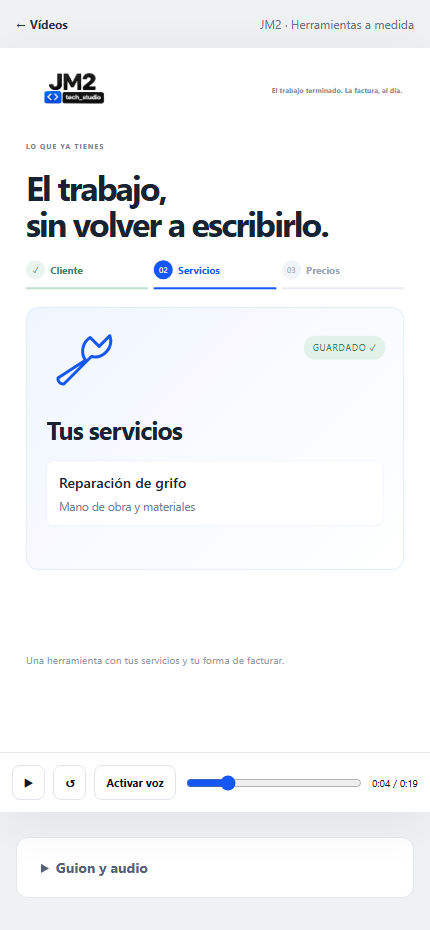 ← Vídeos
JM2 · Herramientas a medida
JM2
<> tech_studio
El trabajo terminado. La factura, al día.
LO QUE YA TIENES
El trabajo,
sin volver a escribirlo.
✓ Cliente
02 Servicios
03 Precios
GUARDADO ✓
Tus servicios
Reparación de grifo
Mano de obra y materiales
Una herramienta con tus servicios y tu forma de facturar.
▶ ↺ Activar voz 0:04 / 0:19
▶ Guion y audio